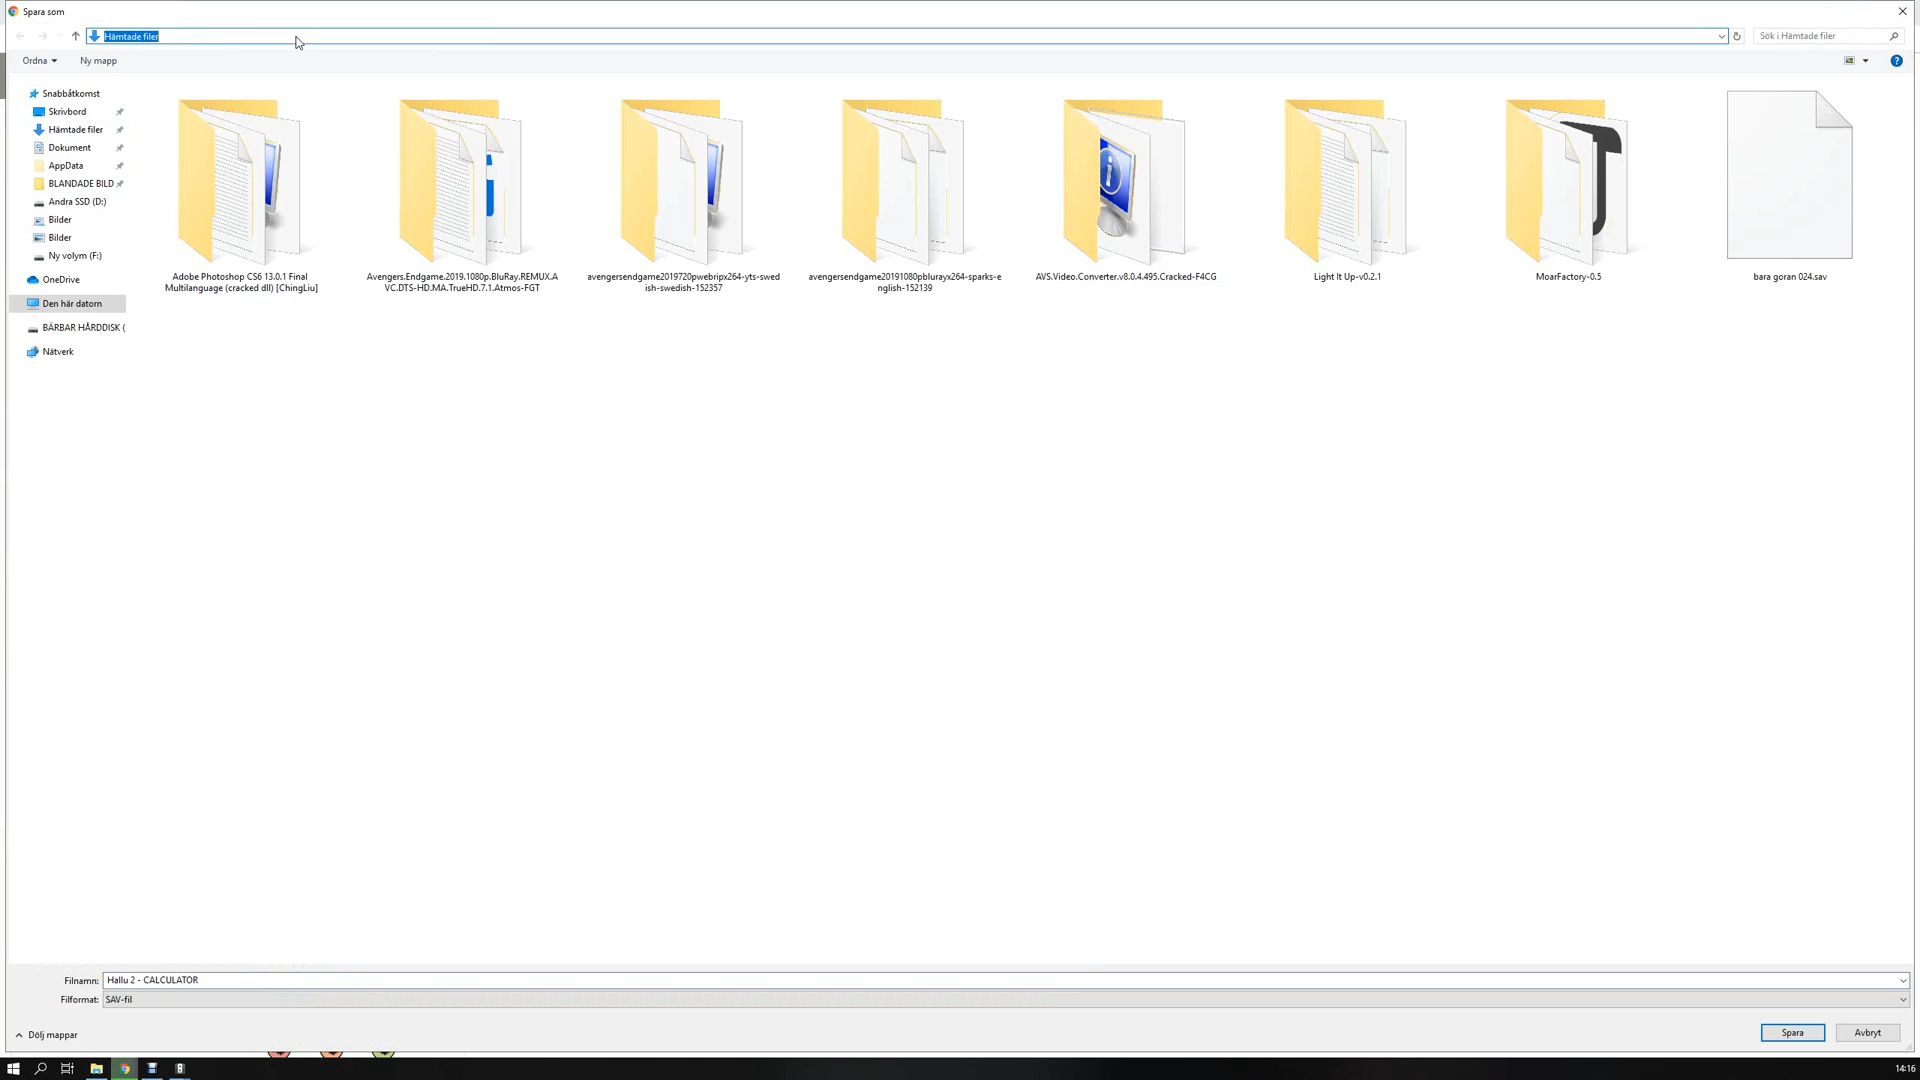 Spara som
Hämtade filer
Sök i Hämtade filer
Ordna
Ny mapp
Snabbåtkomst
Skrivbord
Hämtade filer
Dokument
AppData
BLANDADE BILD
Andra SSD (D:)
Bilder
Bilder
Ny volym (F:)
OneDrive
Den här datorn
BÄRBAR HÅRDDISK (
Nätverk
Adobe Photoshop CS6 13.0.1 Final
Multilanguage (cracked dll) [ChingLiu]
Avengers.Endgame.2019.1080p.BluRay.REMUX.A
VC.DTS-HD.MA.TrueHD.7.1.Atmos-FGT
avengersendgame2019720pwebripx264-yts-swed
ish-swedish-152357
avengersendgame20191080pblurayx264-sparks-e
nglish-152139
AVS.Video.Converter.v8.0.4.495.Cracked-F4CG
Light It Up-v0.2.1
MoarFactory-0.5
bara goran 024.sav
Filnamn:
Hallu 2 - CALCULATOR
Filformat:
SAV-fil
Dölj mappar
Spara
Avbryt
14:16